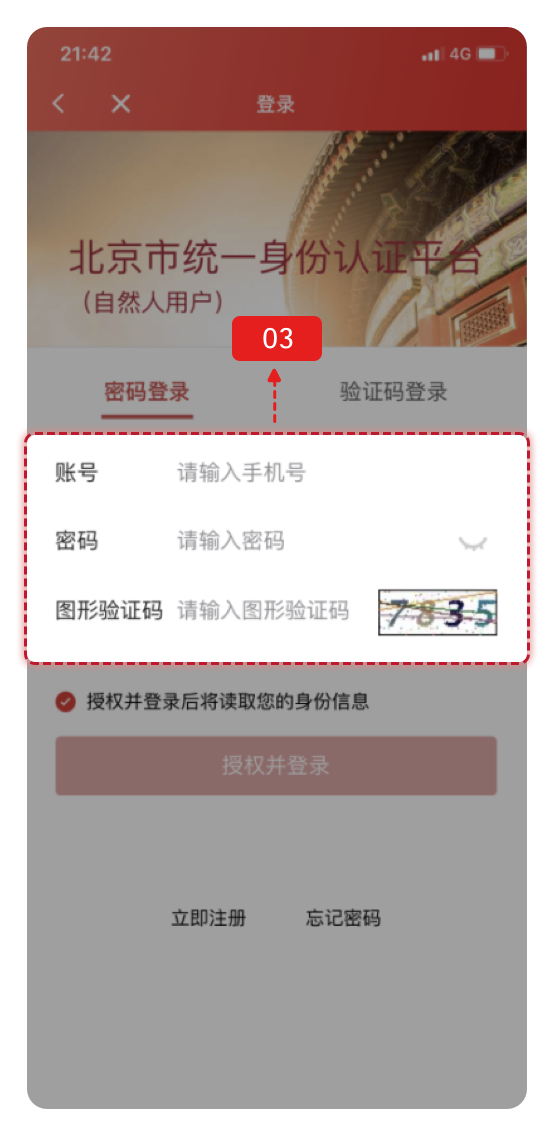 21:42 4G
登录
北京市统一身份认证平台
（自然人用户）
03
密码登录 验证码登录
账号 请输入手机号
密码 请输入密码
图形验证码 请输入图形验证码 7835
授权并登录后将读取您的身份信息
授权并登录
立即注册 忘记密码